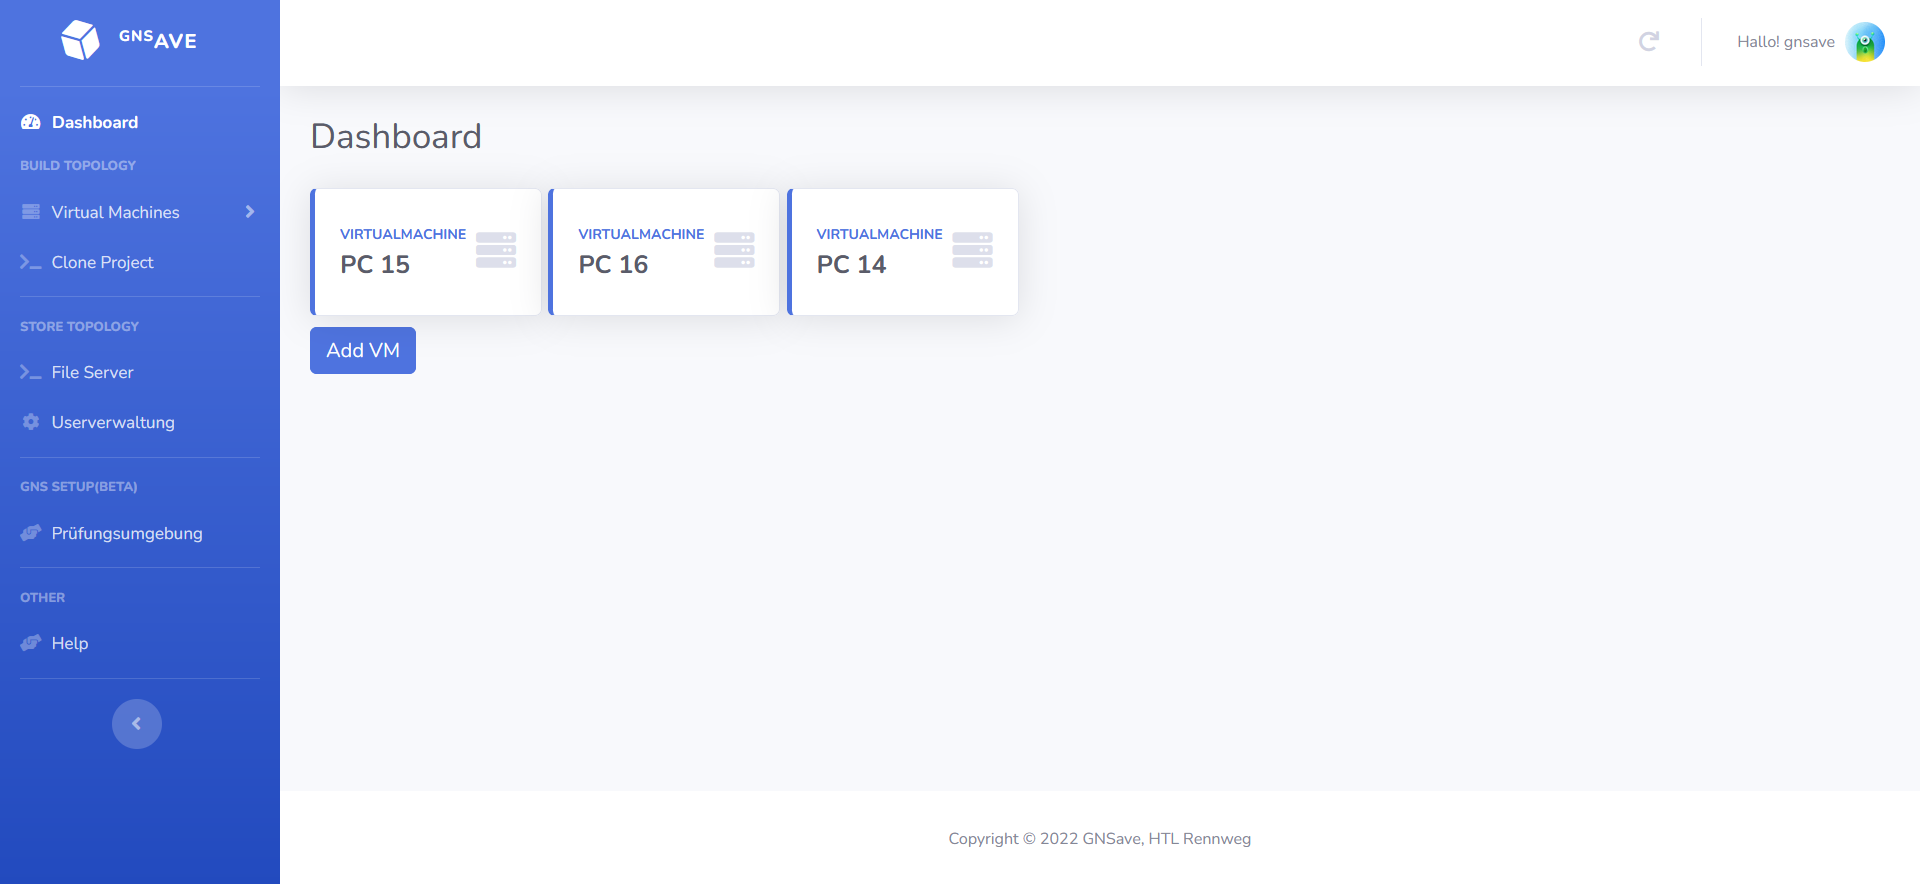 GNSAVE
Dashboard
BUILD TOPOLOGY
Virtual Machines
Clone Project
STORE TOPOLOGY
File Server
Userverwaltung
GNS SETUP(BETA)
Prüfungsumgebung
OTHER
Help
Hallo! gnsave
Dashboard
VIRTUALMACHINE
PC 15
VIRTUALMACHINE
PC 16
VIRTUALMACHINE
PC 14
Add VM
Copyright © 2022 GNSave, HTL Rennweg